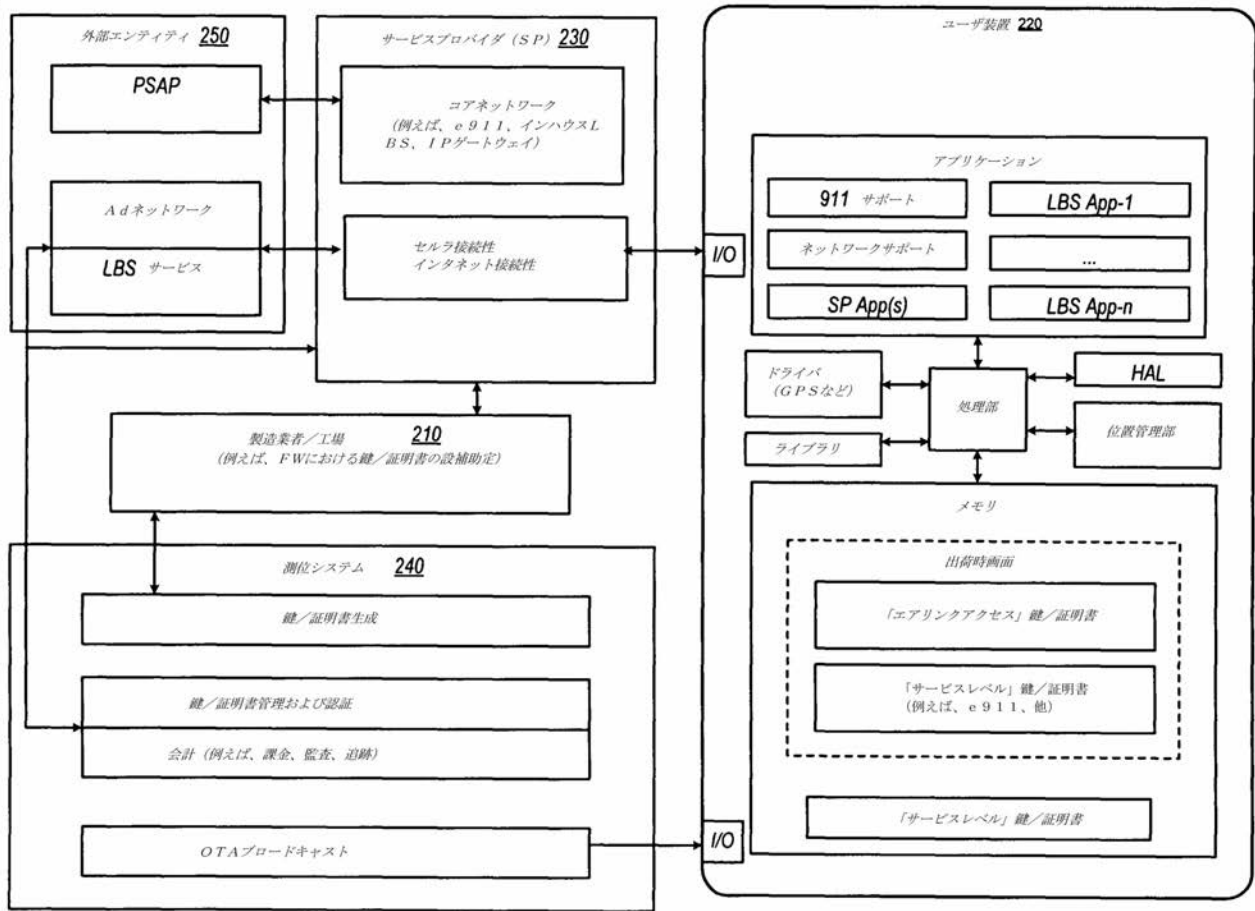 外部エンティティ 250
PSAP
Adネットワーク
LBS サービス
サービスプロバイダ(SP) 230
コアネットワーク
(例えば、e911、インハウスL
BS、IPゲートウェイ)
セルラ接続性
インタネット接続性
製造業者/工場 210
(例えば、FWにおける鍵/証明書の設補助定)
測位システム 240
鍵/証明書生成
鍵/証明書管理および認証
会計(例えば、課金、監査、追跡)
OTAブロードキャスト
ユーザ装置 220
I/O
I/O
アプリケーション
911 サポート
LBS App-1
ネットワークサポート
...
SP App(s)
LBS App-n
ドライバ
(GPSなど)
ライブラリ
処理部
HAL
位置管理部
メモリ
出荷時画面
「エアリンクアクセス」鍵/証明書
「サービスレベル」鍵/証明書
(例えば、e911、他)
「サービスレベル」鍵/証明書